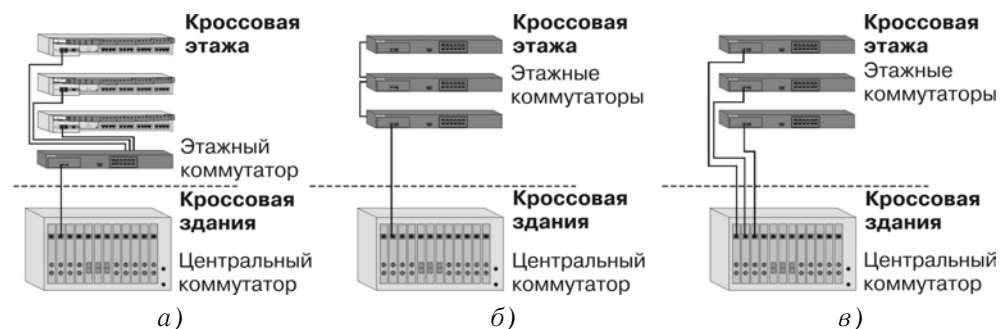 Кроссовая
этажа
Этажный
коммутатор
Кроссовая
здания
Центральный
коммутатор
а)
Кроссовая
этажа
Этажные
коммутаторы
Кроссовая
здания
Центральный
коммутатор
б)
Кроссовая
этажа
Этажные
коммутаторы
Кроссовая
здания
Центральный
коммутатор
в)